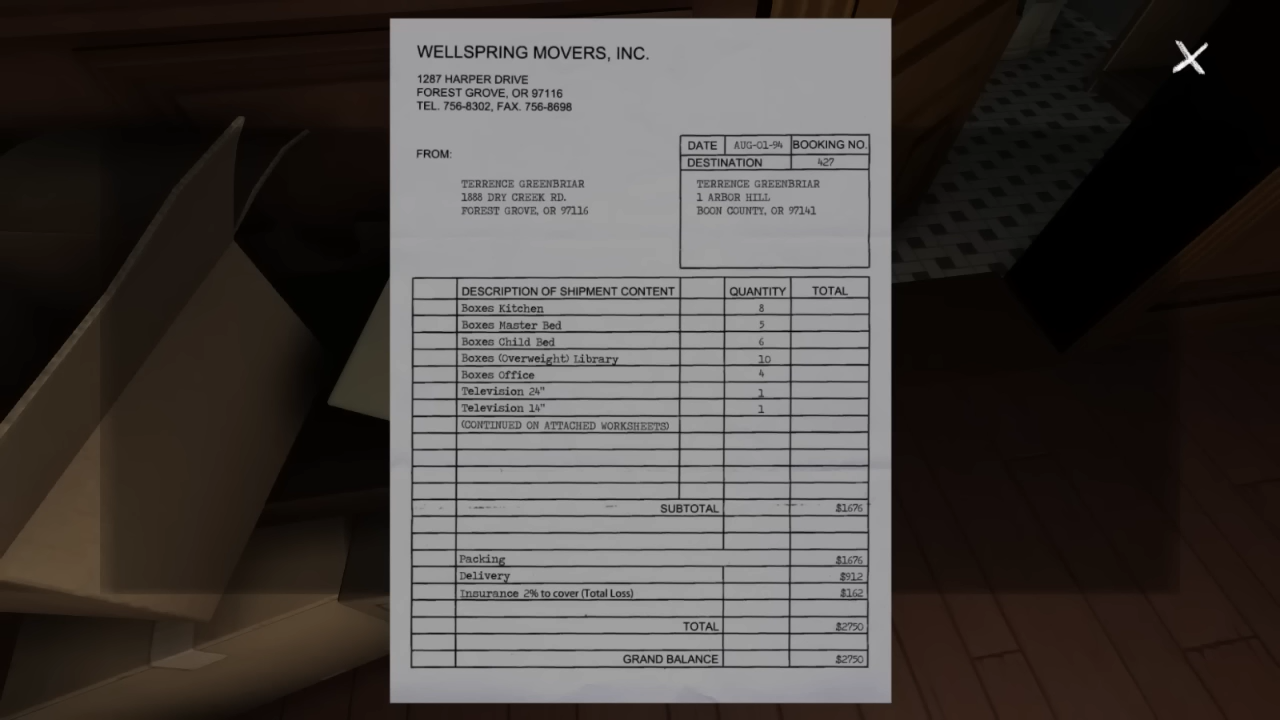 WELLSPRING MOVERS, INC.
1287 HARPER DRIVE
FOREST GROVE, OR 97116
TEL. 756-8302, FAX. 756-8698
DATE AUG-01-94 BOOKING NO.
DESTINATION 427
FROM:
TERRENCE GREENBRIAR
1888 DRY CREEK RD.
FOREST GROVE, OR 97116
TERRENCE GREENBRIAR
1 ARBOR HILL
BOON COUNTY, OR 97141
DESCRIPTION OF SHIPMENT CONTENT QUANTITY TOTAL
Boxes Kitchen 8
Boxes Master Bed 5
Boxes Child Bed 6
Boxes (Overweight) Library 10
Boxes Office 4
Television 24" 1
Television 14" 1
(CONTINUED ON ATTACHED WORKSHEETS)
SUBTOTAL $1676
Packing $1676
Delivery $912
Insurance 2% to cover (Total Loss) $162
TOTAL $2750
GRAND BALANCE $2750